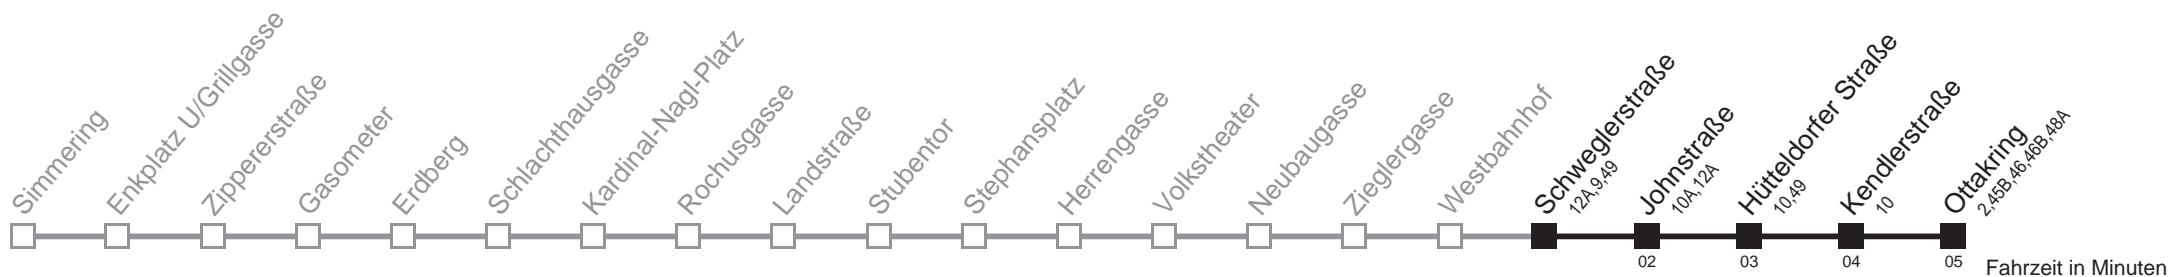 Simmering
Enkplatz U/Grillgasse
Zippererstraße
Gasometer
Erdberg
Schlachthausgasse
Kardinal-Nagl-Platz
Rochusgasse
Landstraße
Stubentor
Stephansplatz
Herrengasse
Volkstheater
Neubaugasse
Zieglergasse
Westbahnhof
Schweglerstraße
12A,9,49
Johnstraße
10A,12A
Hütteldorfer Straße
10,49
Kendlerstraße
10
Ottakring
2,45B,46,46B,48A
02
03
04
05
Fahrzeit in Minuten